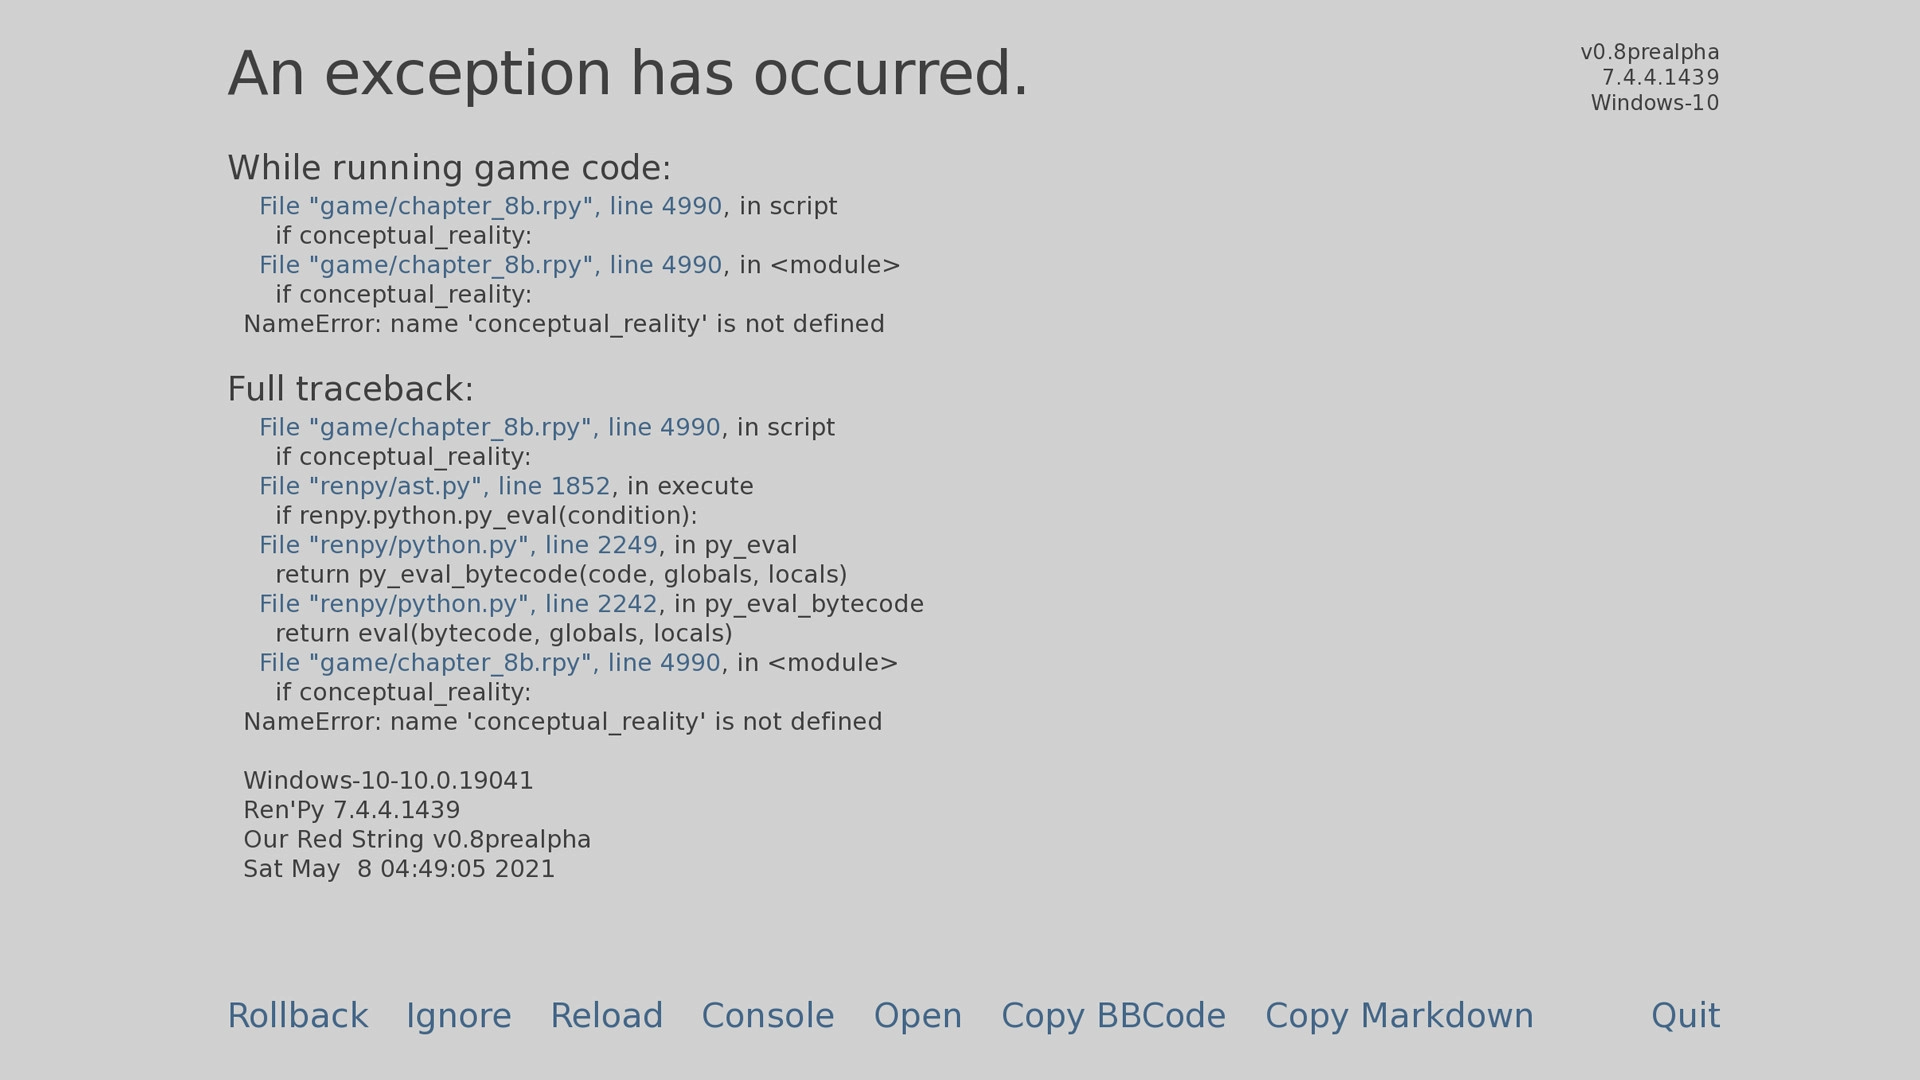 An exception has occurred.
v0.8prealpha
7.4.4.1439
Windows-10
While running game code:
File "game/chapter_8b.rpy", line 4990, in script
if conceptual_reality:
File "game/chapter_8b.rpy", line 4990, in <module>
if conceptual_reality:
NameError: name 'conceptual_reality' is not defined
Full traceback:
File "game/chapter_8b.rpy", line 4990, in script
if conceptual_reality:
File "renpy/ast.py", line 1852, in execute
if renpy.python.py_eval(condition):
File "renpy/python.py", line 2249, in py_eval
return py_eval_bytecode(code, globals, locals)
File "renpy/python.py", line 2242, in py_eval_bytecode
return eval(bytecode, globals, locals)
File "game/chapter_8b.rpy", line 4990, in <module>
if conceptual_reality:
NameError: name 'conceptual_reality' is not defined
Windows-10-10.0.19041
Ren'Py 7.4.4.1439
Our Red String v0.8prealpha
Sat May  8 04:49:05 2021
Rollback Ignore Reload Console Open Copy BBCode Copy Markdown Quit